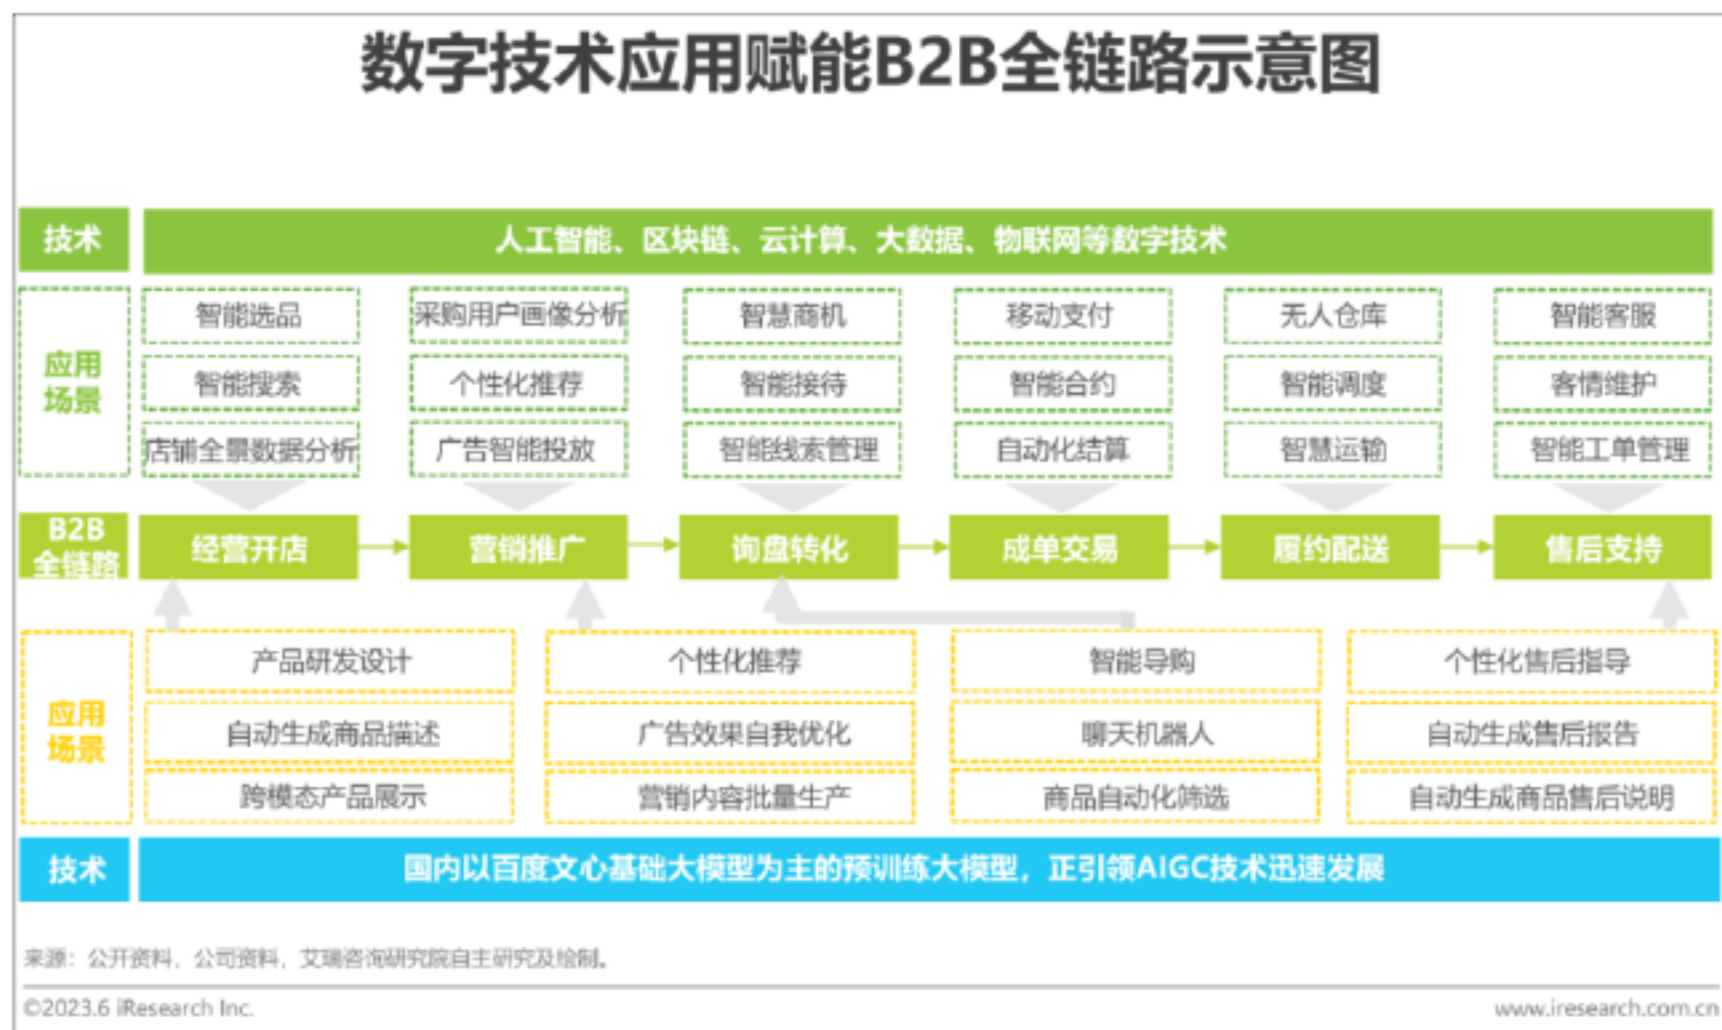 数字技术应用赋能B2B全链路示意图
技术
人工智能、区块链、云计算、大数据、物联网等数字技术
应用
场景
智能选品
采购用户画像分析
智慧商机
移动支付
无人仓库
智能客服
智能搜索
个性化推荐
智能接待
智能合约
智能调度
客情维护
店铺全景数据分析
广告智能投放
智能线索管理
自动化结算
智慧运输
智能工单管理
B2B
全链路
经营开店
营销推广
询盘转化
成单交易
履约配送
售后支持
应用
场景
产品研发设计
个性化推荐
智能导购
个性化售后指导
自动生成商品描述
广告效果自我优化
聊天机器人
自动生成售后报告
跨模态产品展示
营销内容批量生产
商品自动化筛选
自动生成商品售后说明
技术
国内以百度文心基础大模型为主的预训练大模型，正引领AIGC技术迅速发展
来源：公开资料，公司资料，艾瑞咨询研究院自主研究及绘制。
©2023.6 iResearch Inc.
www.iresearch.com.cn